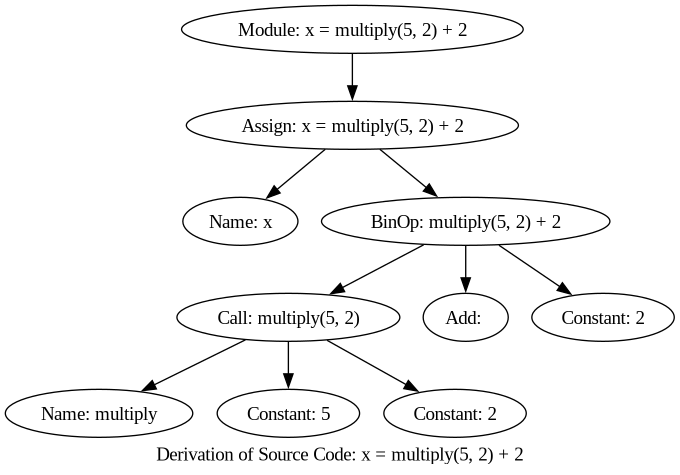 Module: x = multiply(5, 2) + 2
Assign: x = multiply(5, 2) + 2
Name: x
BinOp: multiply(5, 2) + 2
Call: multiply(5, 2)
Add:
Constant: 2
Name: multiply
Constant: 5
Constant: 2
Derivation of Source Code: x = multiply(5, 2) + 2